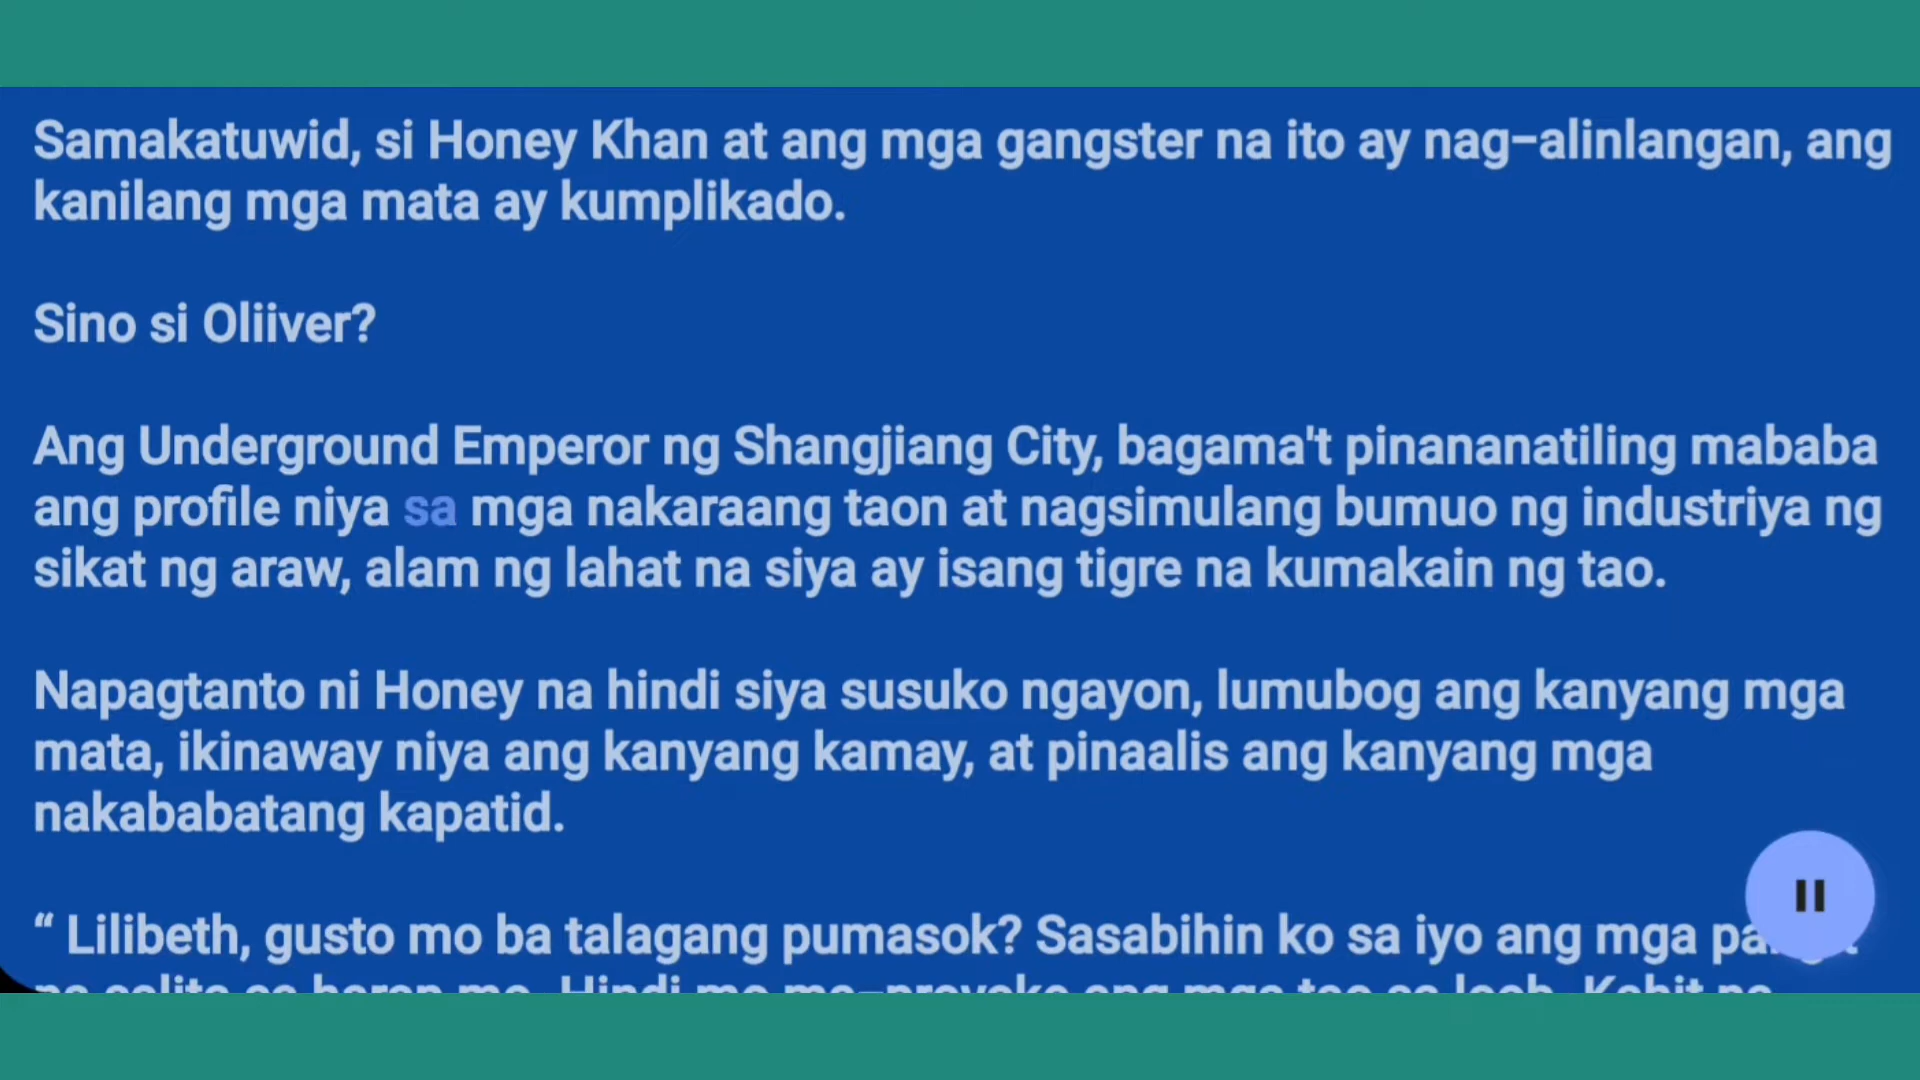 Samakatuwid, si Honey Khan at ang mga gangster na ito ay nag-alinlangan, ang
kanilang mga mata ay kumplikado.
Sino si Oliiver?
Ang Underground Emperor ng Shangjiang City, bagama't pinananatiling mababa
ang profile niya sa mga nakaraang taon at nagsimulang bumuo ng industriya ng
sikat ng araw, alam ng lahat na siya ay isang tigre na kumakain ng tao.
Napagtanto ni Honey na hindi siya susuko ngayon, lumubog ang kanyang mga
mata, ikinaway niya ang kanyang kamay, at pinaalis ang kanyang mga
nakababatang kapatid.
“ Lilibeth, gusto mo ba talagang pumasok? Sasabihin ko sa iyo ang mga